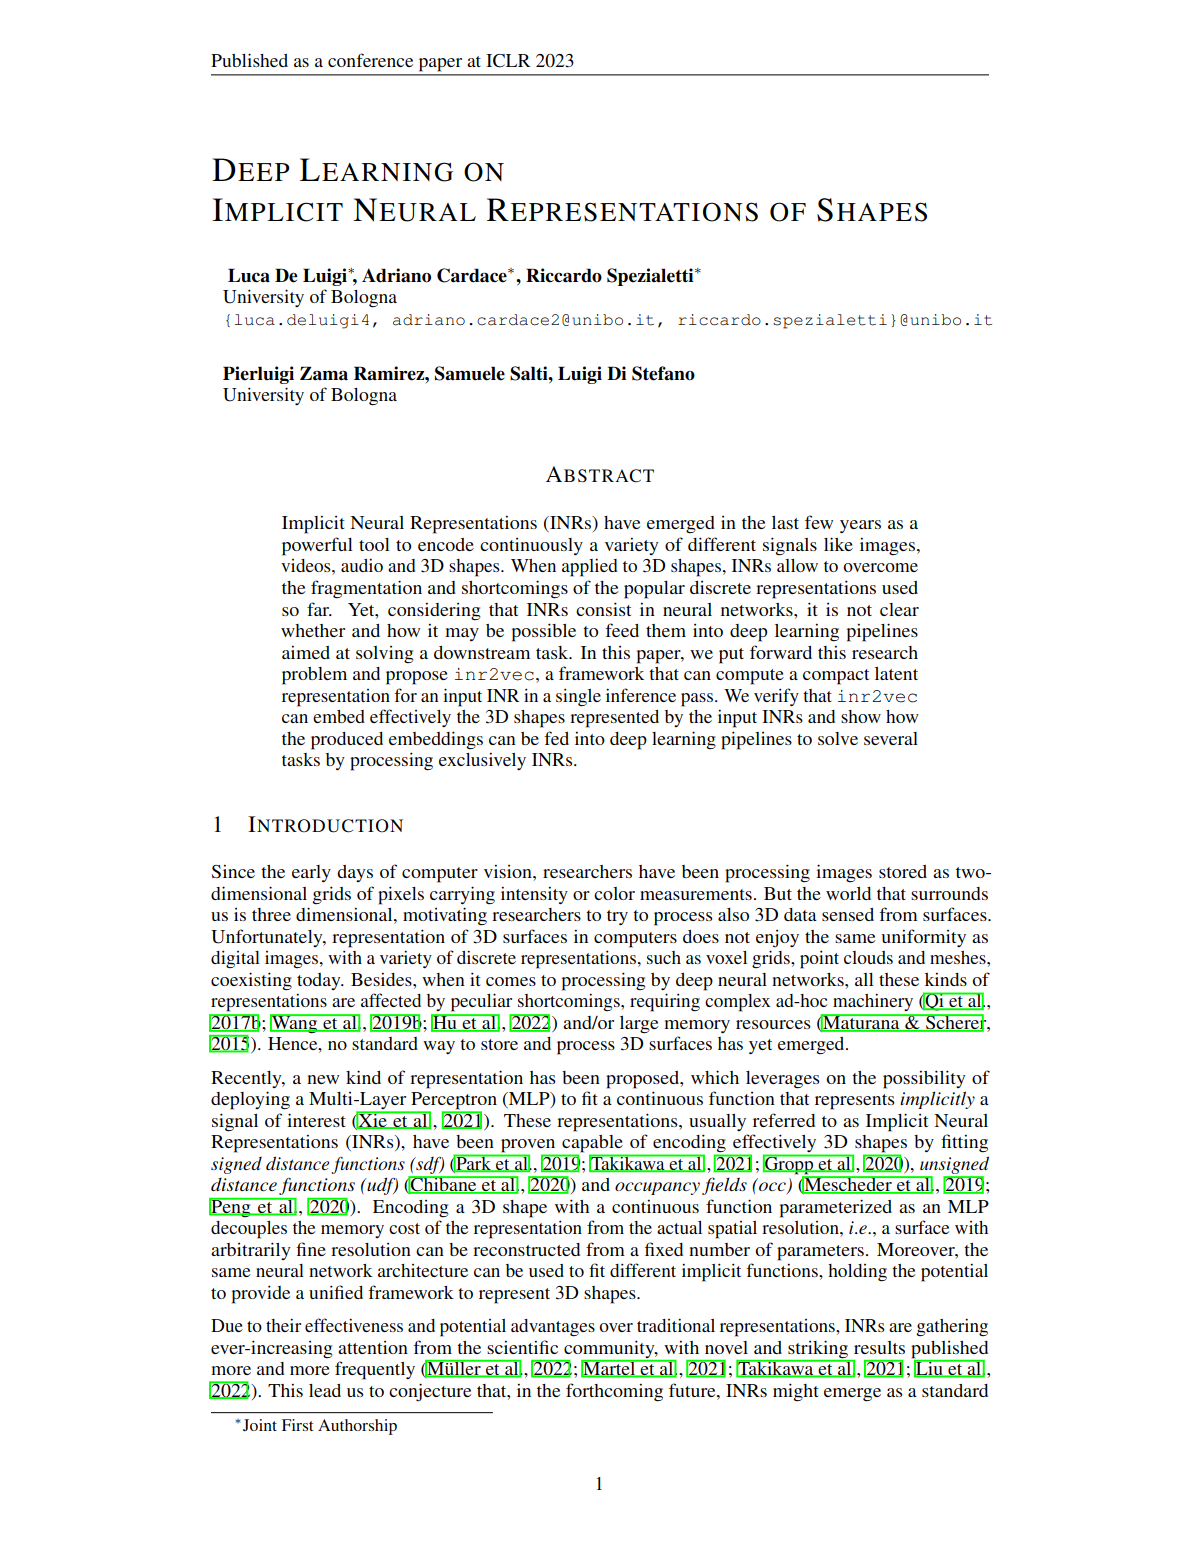 Published as a conference paper at ICLR 2023
DEEP LEARNING ON
IMPLICIT NEURAL REPRESENTATIONS OF SHAPES
Luca De Luigi*, Adriano Cardace*, Riccardo Spezialetti*
University of Bologna
{luca.deluigi4, adriano.cardace2@unibo.it, riccardo.spezialetti}@unibo.it
Pierluigi Zama Ramirez, Samuele Salti, Luigi Di Stefano
University of Bologna
ABSTRACT
Implicit Neural Representations (INRs) have emerged in the last few years as a
powerful tool to encode continuously a variety of different signals like images,
videos, audio and 3D shapes. When applied to 3D shapes, INRs allow to overcome
the fragmentation and shortcomings of the popular discrete representations used
so far. Yet, considering that INRs consist in neural networks, it is not clear
whether and how it may be possible to feed them into deep learning pipelines
aimed at solving a downstream task. In this paper, we put forward this research
problem and propose inr2vec, a framework that can compute a compact latent
representation for an input INR in a single inference pass. We verify that inr2vec
can embed effectively the 3D shapes represented by the input INRs and show how
the produced embeddings can be fed into deep learning pipelines to solve several
tasks by processing exclusively INRs.
1 INTRODUCTION
Since the early days of computer vision, researchers have been processing images stored as two-
dimensional grids of pixels carrying intensity or color measurements. But the world that surrounds
us is three dimensional, motivating researchers to try to process also 3D data sensed from surfaces.
Unfortunately, representation of 3D surfaces in computers does not enjoy the same uniformity as
digital images, with a variety of discrete representations, such as voxel grids, point clouds and meshes,
coexisting today. Besides, when it comes to processing by deep neural networks, all these kinds of
representations are affected by peculiar shortcomings, requiring complex ad-hoc machinery (Qi et al.,
2017b; Wang et al., 2019b; Hu et al., 2022) and/or large memory resources (Maturana & Scherer,
2015). Hence, no standard way to store and process 3D surfaces has yet emerged.
Recently, a new kind of representation has been proposed, which leverages on the possibility of
deploying a Multi-Layer Perceptron (MLP) to fit a continuous function that represents implicitly a
signal of interest (Xie et al., 2021). These representations, usually referred to as Implicit Neural
Representations (INRs), have been proven capable of encoding effectively 3D shapes by fitting
signed distance functions (sdf) (Park et al., 2019; Takikawa et al., 2021; Gropp et al., 2020), unsigned
distance functions (udf) (Chibane et al., 2020) and occupancy fields (occ) (Mescheder et al., 2019;
Peng et al., 2020). Encoding a 3D shape with a continuous function parameterized as an MLP
decouples the memory cost of the representation from the actual spatial resolution, i.e., a surface with
arbitrarily fine resolution can be reconstructed from a fixed number of parameters. Moreover, the
same neural network architecture can be used to fit different implicit functions, holding the potential
to provide a unified framework to represent 3D shapes.
Due to their effectiveness and potential advantages over traditional representations, INRs are gathering
ever-increasing attention from the scientific community, with novel and striking results published
more and more frequently (Müller et al., 2022; Martel et al., 2021; Takikawa et al., 2021; Liu et al.,
2022). This lead us to conjecture that, in the forthcoming future, INRs might emerge as a standard
*Joint First Authorship
1